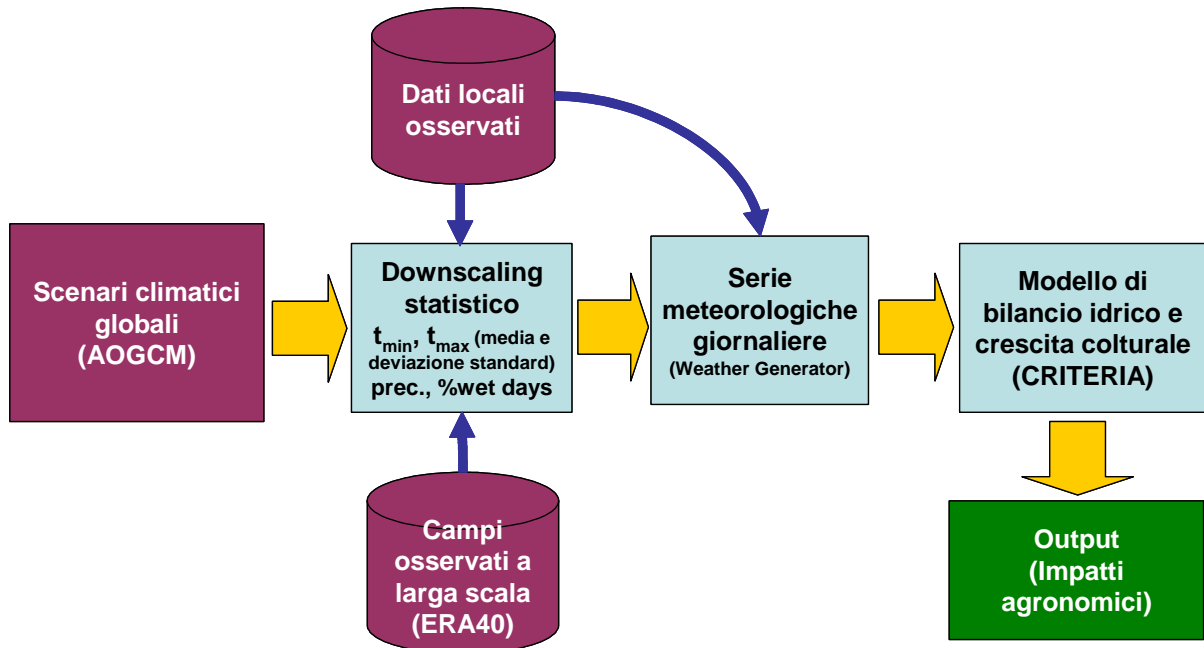 Dati locali
osservati
Scenari climatici
globali
(AOGCM)
Downscaling
statistico
tmin, tmax (media e
deviazione standard)
prec., %wet days
Serie
meteorologiche
giornaliere
(Weather Generator)
Modello di
bilancio idrico e
crescita colturale
(CRITERIA)
Campi
osservati a
larga scala
(ERA40)
Output
(Impatti
agronomici)